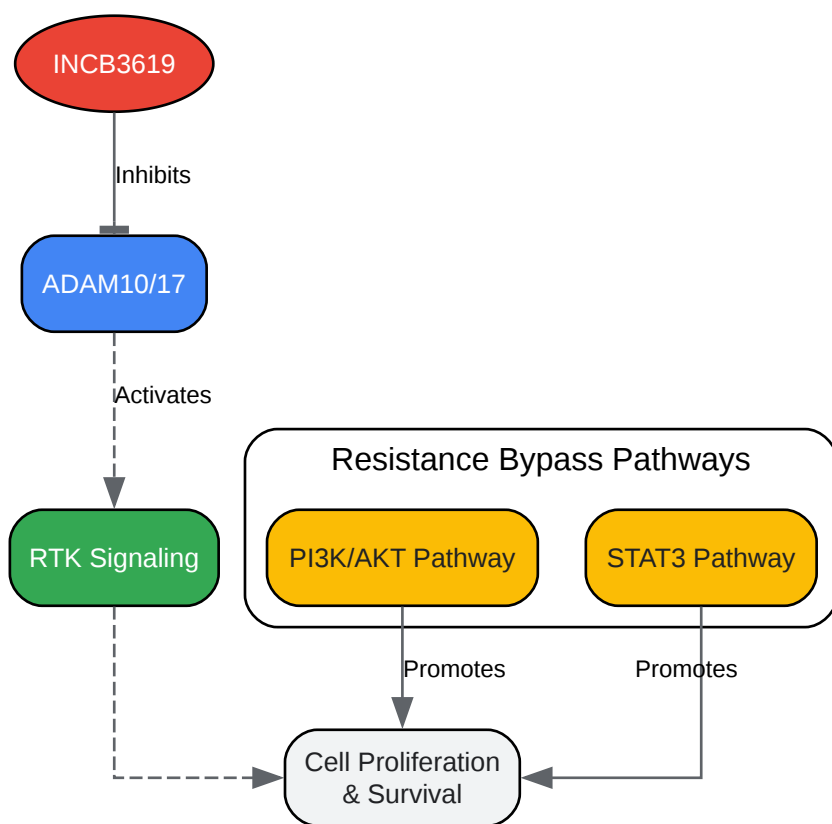 INCB3619
Inhibits
ADAM10/17
Activates
Resistance Bypass Pathways
RTK Signaling
PI3K/AKT Pathway
STAT3 Pathway
Promotes
Promotes
Cell Proliferation
& Survival